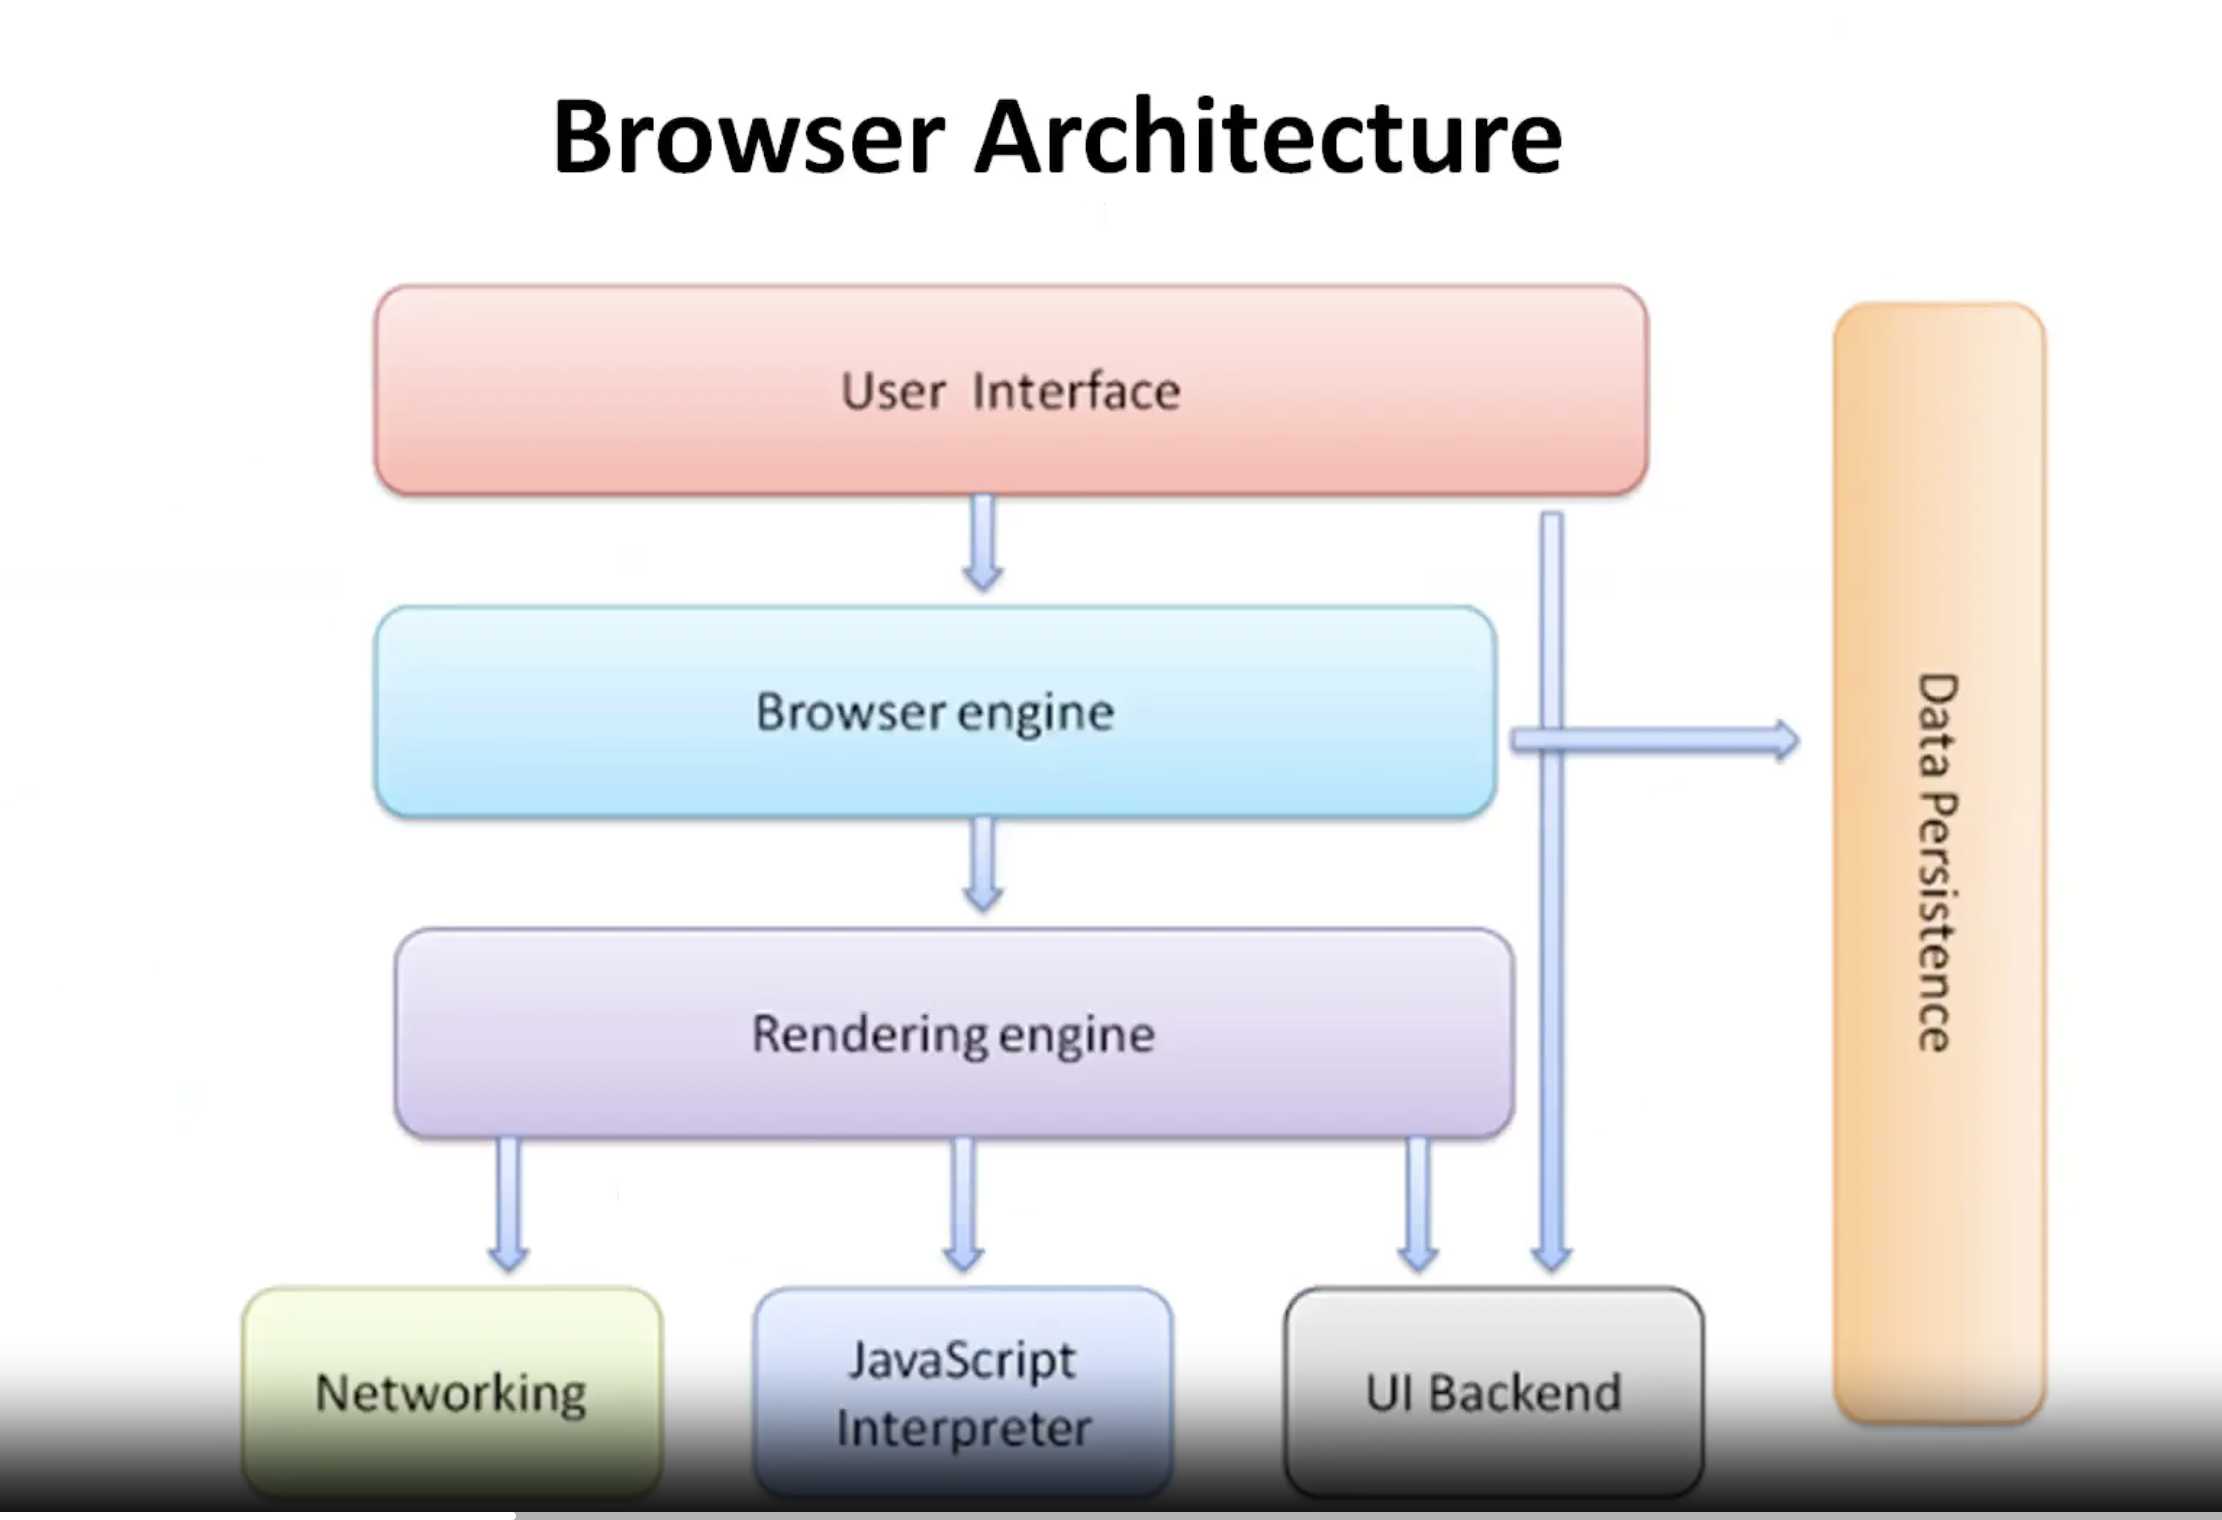 Browser Architecture
User Interface
Browser engine
Data Persistence
Rendering engine
Networking
JavaScript
Interpreter
UI Backend